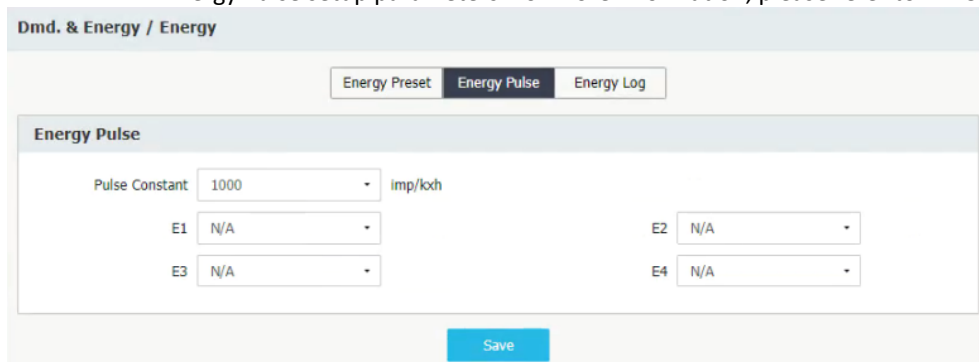 Dmd. & Energy / Energy
Energy Preset Energy Pulse Energy Log
Energy Pulse
Pulse Constant 1000 imp/kxh
E1 N/A E2 N/A
E3 N/A E4 N/A
Save